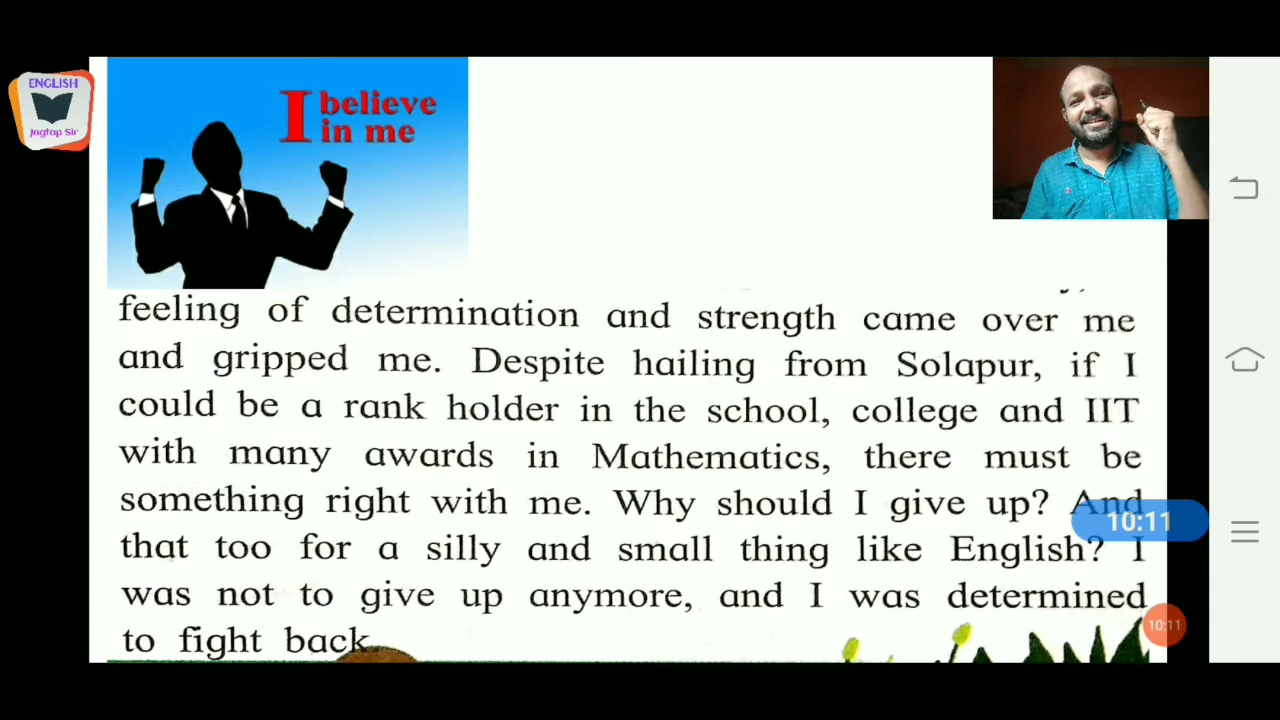 ENGLISH
Jagtap Sir
I believe
in me
feeling of determination and strength came over me
and gripped me. Despite hailing from Solapur, if I
could be a rank holder in the school, college and IIT
with many awards in Mathematics, there must be
something right with me. Why should I give up? And
10:11
that too for a silly and small thing like English? I
was not to give up anymore, and I was determined
10:11
to fight back